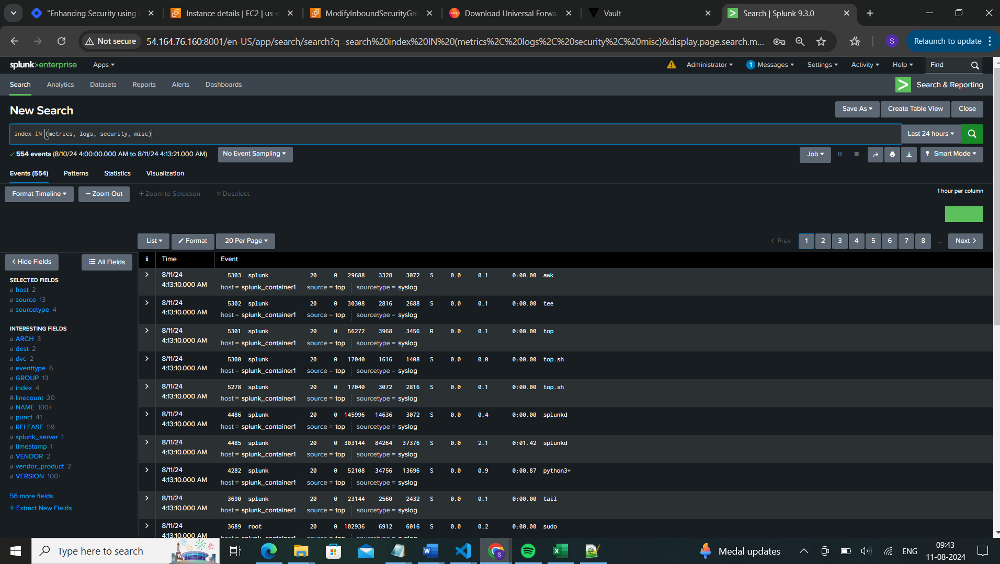 "Enhancing Security using
Instance details | EC2 | us-e
ModifyInboundSecurityGro
Download Universal Forwa
Vault
Search | Splunk 9.3.0
Not secure
54.164.76.160:8001/en-US/app/search/search?q=search%20index%20IN%20(metrics%2C%20logs%2C%20security%2C%20misc)&display.page.search.m...
S
Relaunch to update
splunk>enterprise
Apps
Administrator
1 Messages
Settings
Activity
Help
Find
Search
Analytics
Datasets
Reports
Alerts
Dashboards
Search & Reporting
New Search
Save As
Create Table View
Close
index IN (metrics, logs, security, misc)
Last 24 hours
554 events (8/10/24 4:00:00.000 AM to 8/11/24 4:13:21.000 AM)
No Event Sampling
Job
Smart Mode
Events (554)
Patterns
Statistics
Visualization
Format Timeline
— Zoom Out
+ Zoom to Selection
× Deselect
1 hour per column
List
Format
20 Per Page
< Prev
1
2
3
4
5
6
7
8
...
Next >
< Hide Fields
All Fields
SELECTED FIELDS
a host 2
a source 13
a sourcetype 4
INTERESTING FIELDS
a ARCH 3
a dest 2
a dvc 2
a eventtype 6
a GROUP 13
a index 4
# linecount 20
a NAME 100+
a punct 41
a RELEASE 59
a splunk_server 1
a timestamp 1
a VENDOR 2
a vendor_product 2
a VERSION 100+
56 more fields
+ Extract New Fields
i Time Event
8/11/24 4:13:10.000 AM
5303 splunk 20 0 29688 3328 3072 S 0.0 0.1 0:00.00 awk
host = splunk_container1 source = top sourcetype = syslog
8/11/24 4:13:10.000 AM
5302 splunk 20 0 30308 2816 2688 S 0.0 0.1 0:00.00 tee
host = splunk_container1 source = top sourcetype = syslog
8/11/24 4:13:10.000 AM
5301 splunk 20 0 56272 3968 3456 R 0.0 0.1 0:00.00 top
host = splunk_container1 source = top sourcetype = syslog
8/11/24 4:13:10.000 AM
5300 splunk 20 0 17040 1616 1408 S 0.0 0.0 0:00.00 top.sh
host = splunk_container1 source = top sourcetype = syslog
8/11/24 4:13:10.000 AM
5278 splunk 20 0 17040 3072 2816 S 0.0 0.1 0:00.00 top.sh
host = splunk_container1 source = top sourcetype = syslog
8/11/24 4:13:10.000 AM
4486 splunk 20 0 145996 14636 3072 S 0.0 0.4 0:00.00 splunkd
host = splunk_container1 source = top sourcetype = syslog
8/11/24 4:13:10.000 AM
4485 splunk 20 0 303144 84264 37376 S 0.0 2.1 0:01.42 splunkd
host = splunk_container1 source = top sourcetype = syslog
8/11/24 4:13:10.000 AM
4282 splunk 20 0 52108 34756 13696 S 0.0 0.9 0:00.87 python3+
host = splunk_container1 source = top sourcetype = syslog
8/11/24 4:13:10.000 AM
3690 splunk 20 0 23144 2560 2432 S 0.0 0.1 0:00.00 tail
host = splunk_container1 source = top sourcetype = syslog
8/11/24 4:13:10.000 AM
3689 root 20 0 102936 6912 6016 S 0.0 0.2 0:00.00 sudo
Type here to search
Medal updates
ENG
09:43
11-08-2024